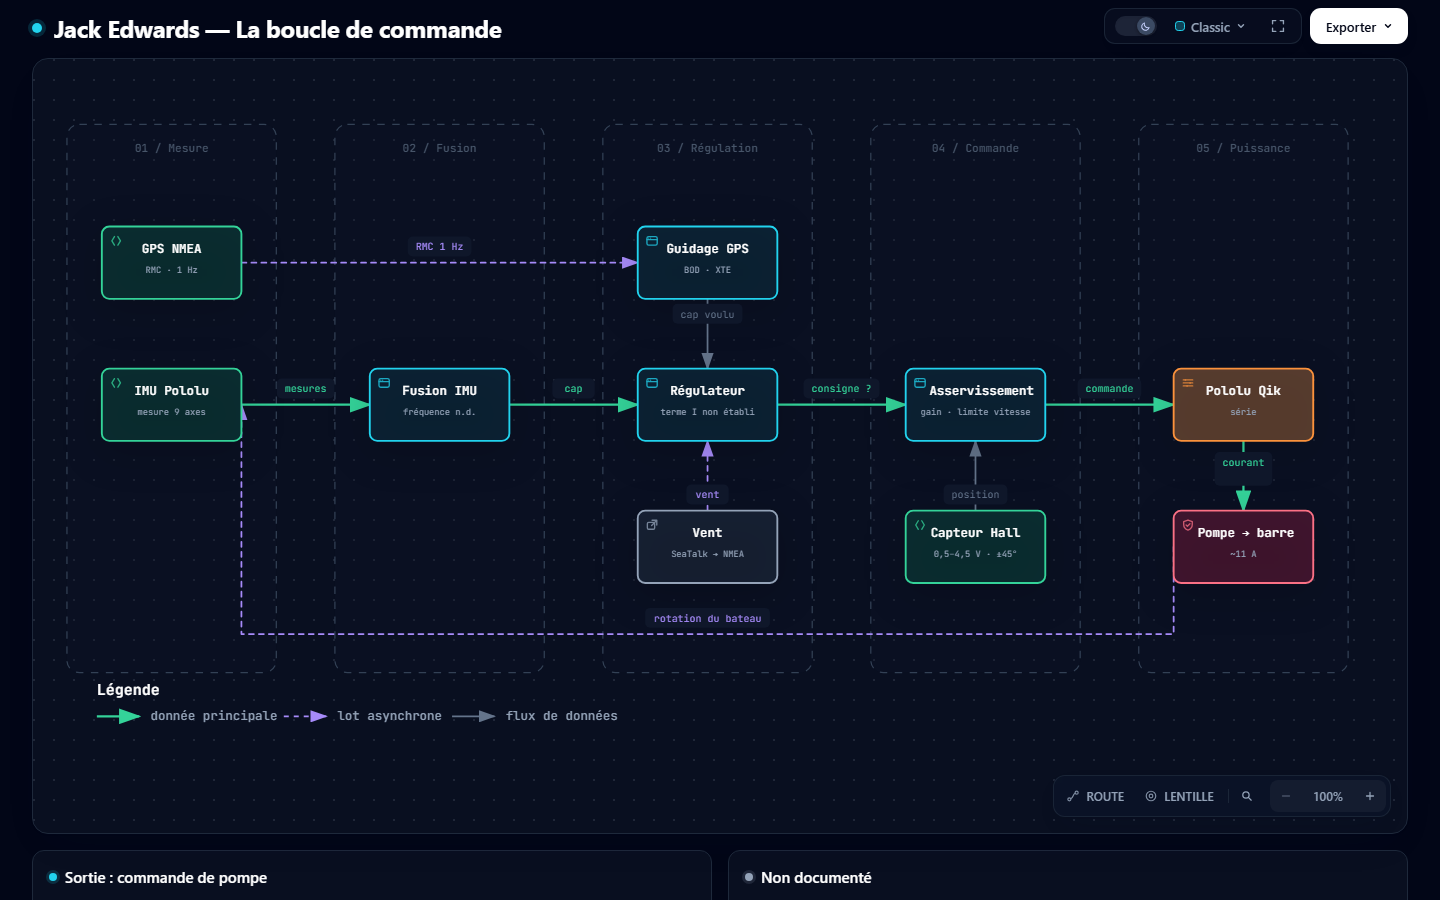 Jack Edwards — La boucle de commande
Classic
Exporter
01 / Mesure
02 / Fusion
03 / Régulation
04 / Commande
05 / Puissance
GPS NMEA
RMC · 1 Hz
RMC 1 Hz
Guidage GPS
BOD · XTE
cap voulu
IMU Pololu
mesure 9 axes
mesures
Fusion IMU
fréquence n.d.
cap
Régulateur
terme I non établi
consigne ?
Asservissement
gain · limite vitesse
commande
Pololu Qik
série
courant
vent
position
Vent
SeaTalk → NMEA
Capteur Hall
0,5–4,5 V · ±45°
Pompe → barre
~11 A
rotation du bateau
Légende
donnée principale
lot asynchrone
flux de données
ROUTE
LENTILLE
100%
Sortie : commande de pompe
Non documenté